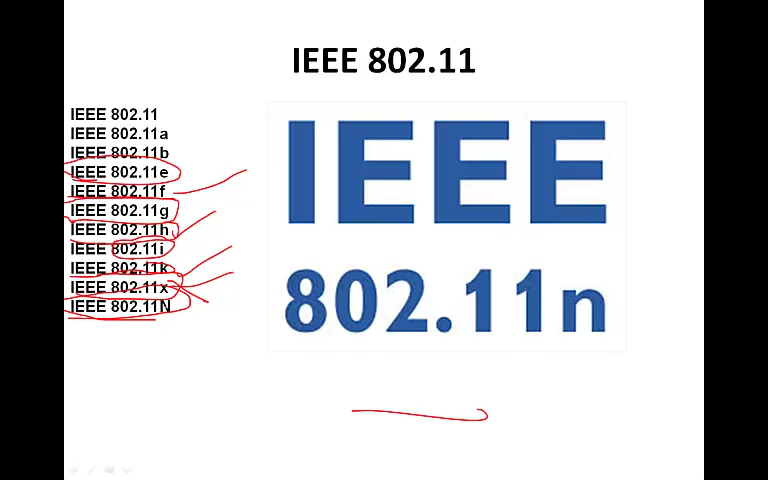 IEEE 802.11
IEEE 802.11
IEEE 802.11a
IEEE 802.11b
IEEE 802.11e
IEEE 802.11f
IEEE 802.11g
IEEE 802.11h
IEEE 802.11i
IEEE 802.11k
IEEE 802.11x
IEEE 802.11N
IEEE
802.11n